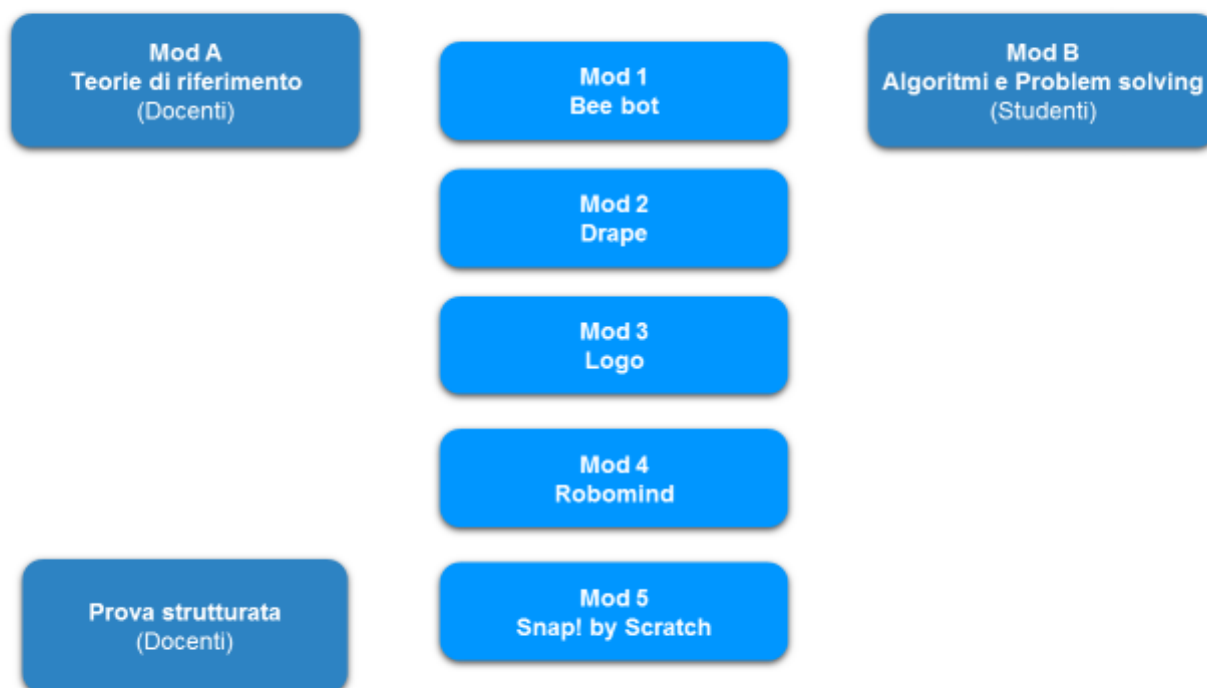 Mod A
Teorie di riferimento
(Docenti)
Mod 1
Bee bot
Mod B
Algoritmi e Problem solving
(Studenti)
Mod 2
Drape
Mod 3
Logo
Mod 4
Robomind
Prova strutturata
(Docenti)
Mod 5
Snap! by Scratch